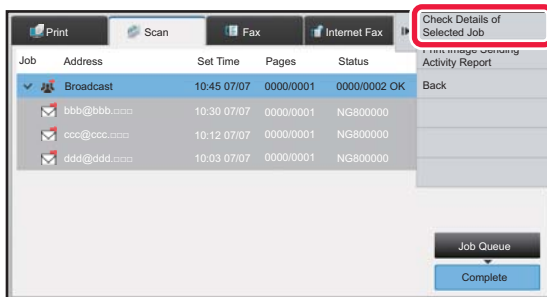 Print Scan Fax Internet Fax
Check Details of
Selected Job
Print Image Sending
Activity Report
Back
Job Address Set Time Pages Status
Broadcast 10:45 07/07 0000/0001 0000/0002 OK
bbb@bbb.□□□ 10:30 07/07 0000/0001 NG800000
ccc@ccc.□□□ 10:12 07/07 0000/0001 NG800000
ddd@ddd.□□□ 10:03 07/07 0000/0001 NG800000
Job Queue
Complete